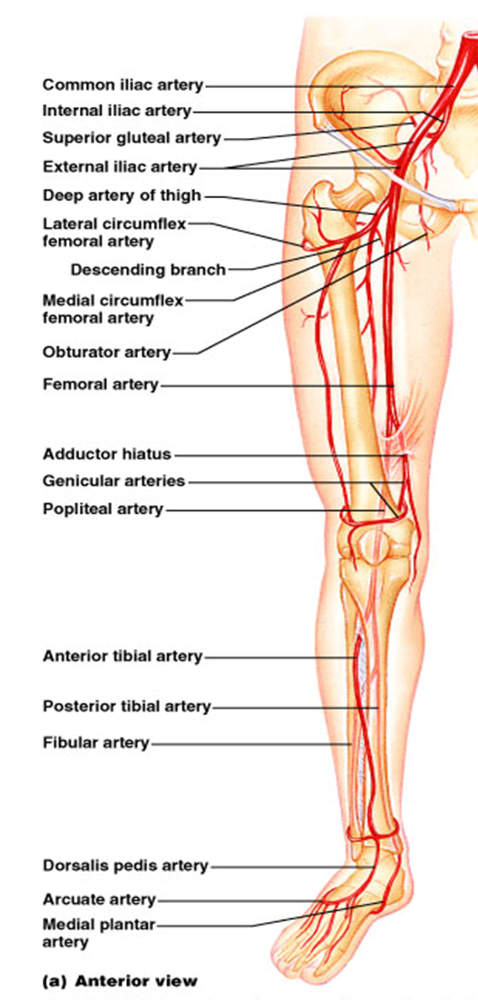 Common iliac artery
Internal iliac artery
Superior gluteal artery
External iliac artery
Deep artery of thigh
Lateral circumflex
femoral artery
Descending branch
Medial circumflex
femoral artery
Obturator artery
Femoral artery
Adductor hiatus
Genicular arteries
Popliteal artery
Anterior tibial artery
Posterior tibial artery
Fibular artery
Dorsalis pedis artery
Arcuate artery
Medial plantar
artery
(a) Anterior view